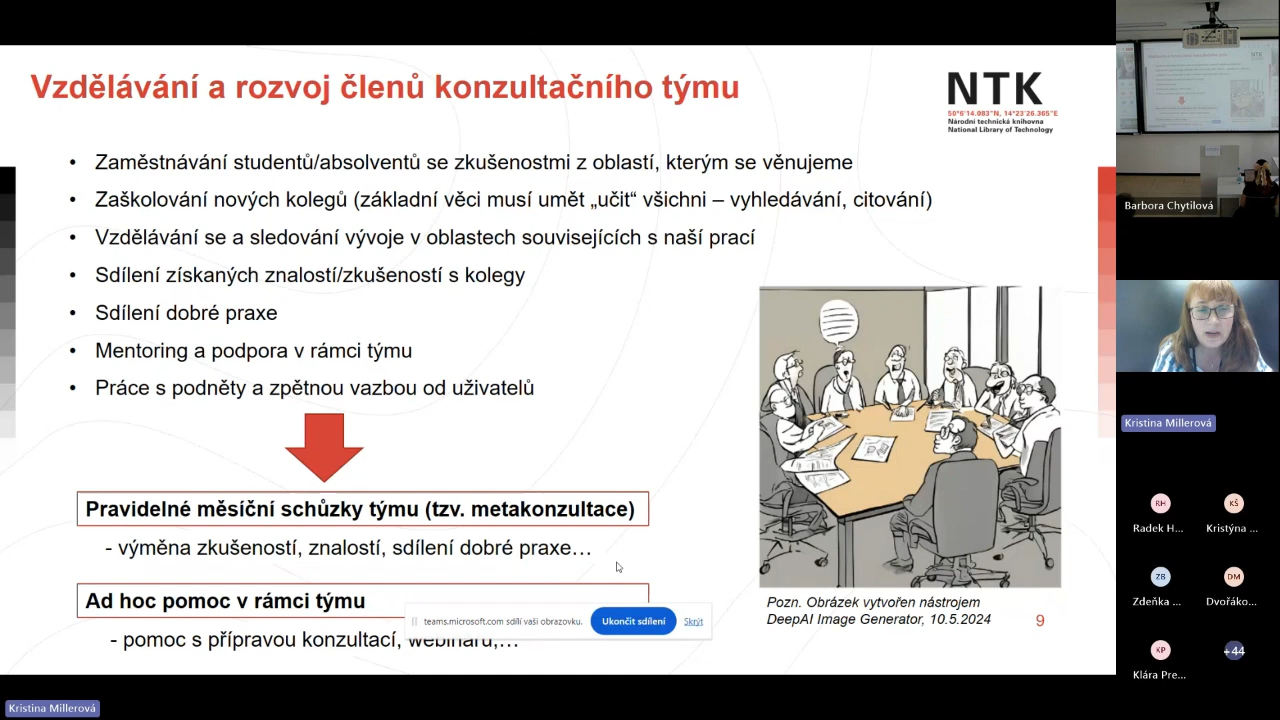 Vzdělávání a rozvoj členů konzultačního týmu
NTK
50°6'14.083"N, 14°23'26.365"E
Národní technická knihovna
National Library of Technology
• Zaměstnávání studentů/absolventů se zkušenostmi z oblastí, kterým se věnujeme
• Zaškolování nových kolegů (základní věci musí umět „učit“ všichni – vyhledávání, citování)
• Vzdělávání se a sledování vývoje v oblastech souvisejících s naší prací
• Sdílení získaných znalostí/zkušeností s kolegy
• Sdílení dobré praxe
• Mentoring a podpora v rámci týmu
• Práce s podněty a zpětnou vazbou od uživatelů
Pravidelné měsíční schůzky týmu (tzv. metakonzultace)
- výměna zkušeností, znalostí, sdílení dobré praxe…
Ad hoc pomoc v rámci týmu
- pomoc s přípravou konzultací, webinářů,…
teams.microsoft.com sdílí vaši obrazovku.
Ukončit sdílení
Skrýt
Pozn. Obrázek vytvořen nástrojem
DeepAI Image Generator, 10.5.2024
9
Kristina Millerová
Barbora Chytilová
Kristina Millerová
RH
KŠ
Radek H...
Kristýna ...
ZB
DM
Zdeňka ...
Dvořáko...
KP
+44
Klára Pre...